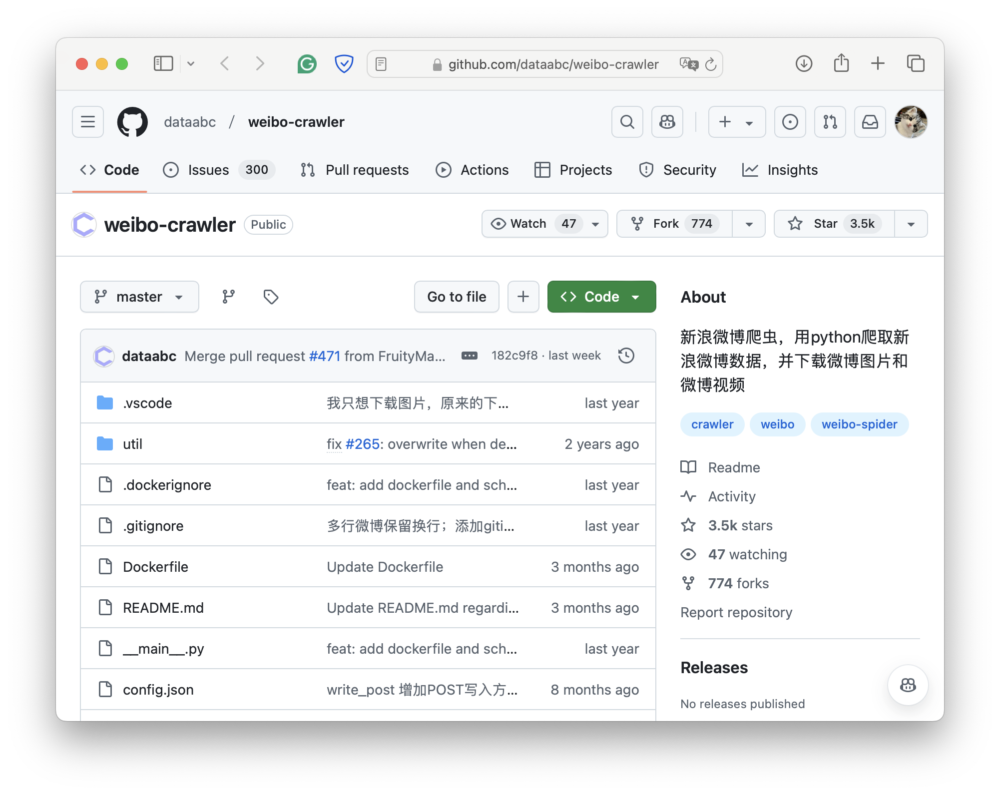 github.com/dataabc/weibo-crawler
dataabc / weibo-crawler
Code Issues 300 Pull requests Actions Projects Security Insights
weibo-crawler Public Watch 47 Fork 774 Star 3.5k
master Go to file Code
dataabc Merge pull request #471 from FruityMa... 182c9f8 · last week
.vscode 我只想下载图片，原来的下... last year
util fix #265: overwrite when de... 2 years ago
.dockerignore feat: add dockerfile and sch... last year
.gitignore 多行微博保留换行；添加giti... last year
Dockerfile Update Dockerfile 3 months ago
README.md Update README.md regardi... 3 months ago
__main__.py feat: add dockerfile and sch... last year
config.json write_post 增加POST写入方... 8 months ago
About
新浪微博爬虫，用python爬取新
浪微博数据，并下载微博图片和
微博视频
crawler weibo weibo-spider
Readme
Activity
3.5k stars
47 watching
774 forks
Report repository
Releases
No releases published